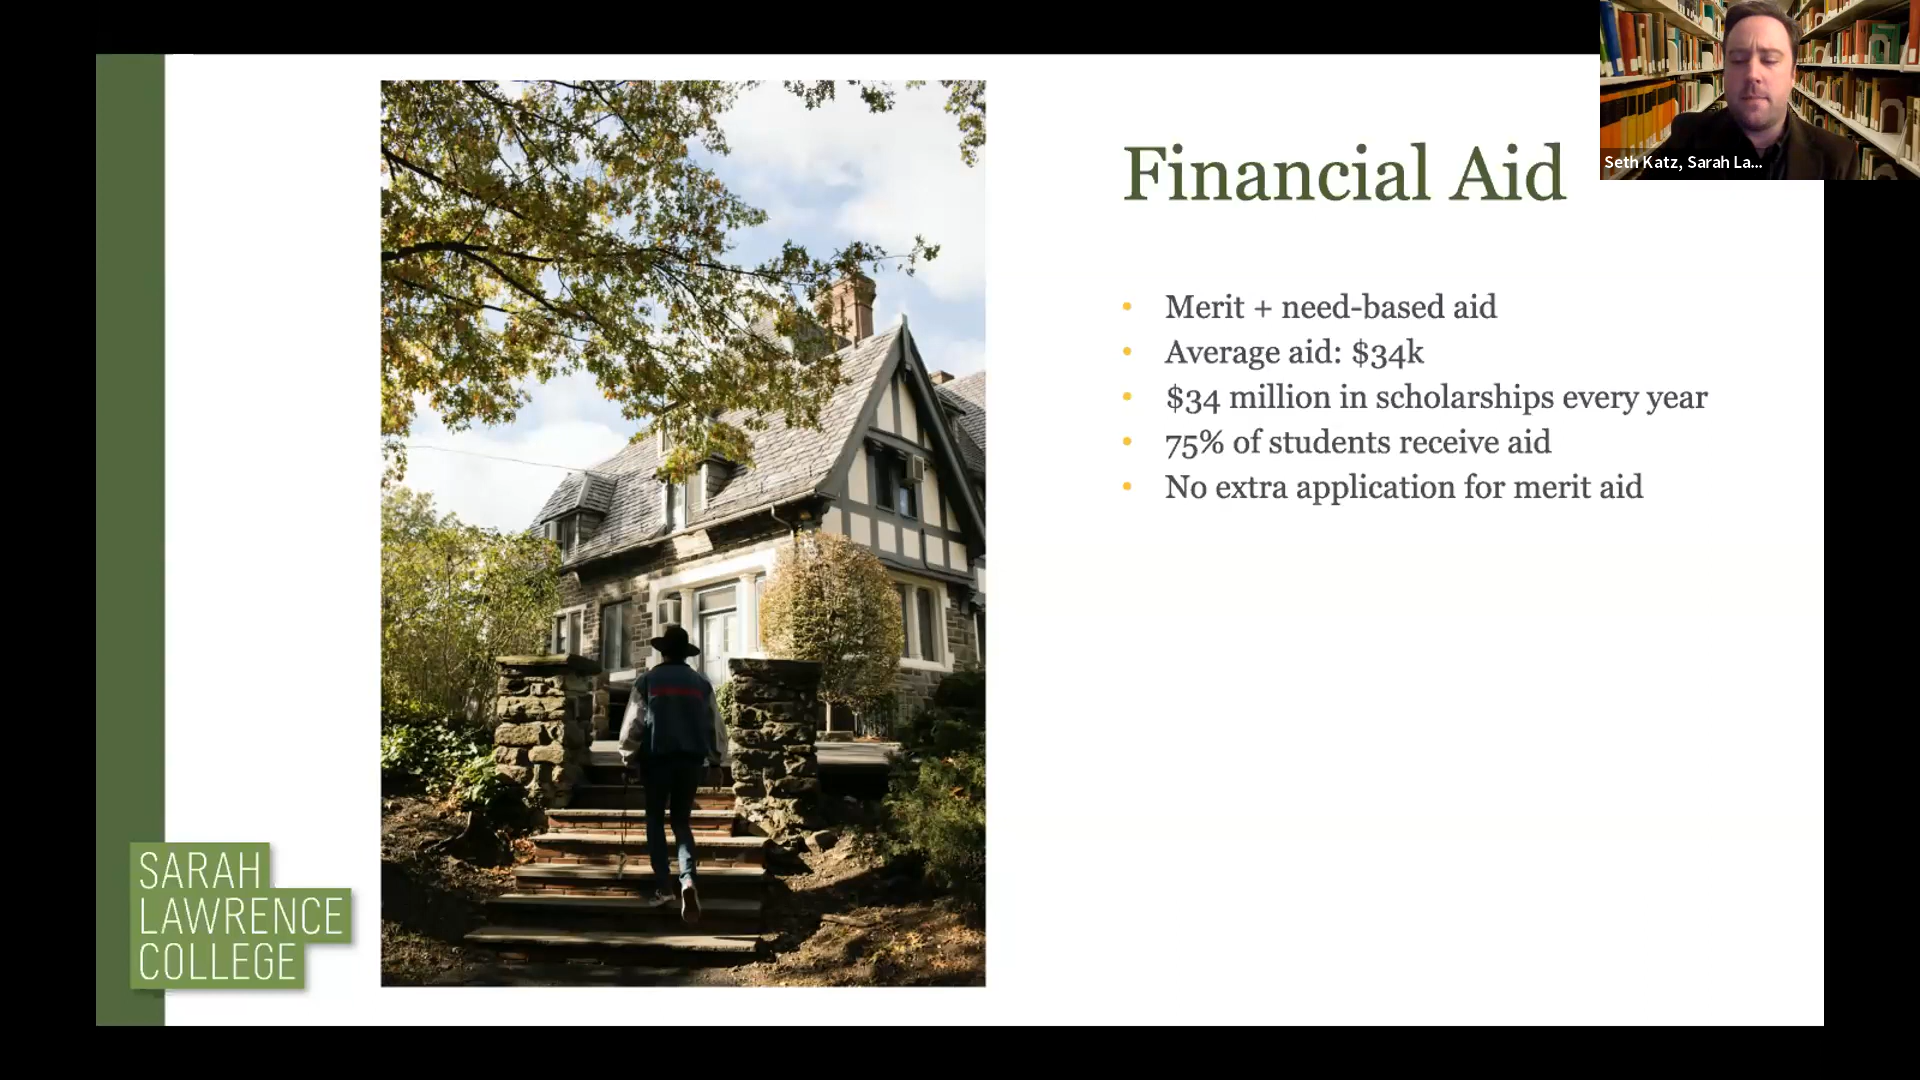 Financial Aid
Seth Katz, Sarah La...
• Merit + need-based aid
• Average aid: $34k
• $34 million in scholarships every year
• 75% of students receive aid
• No extra application for merit aid
SARAH
LAWRENCE
COLLEGE